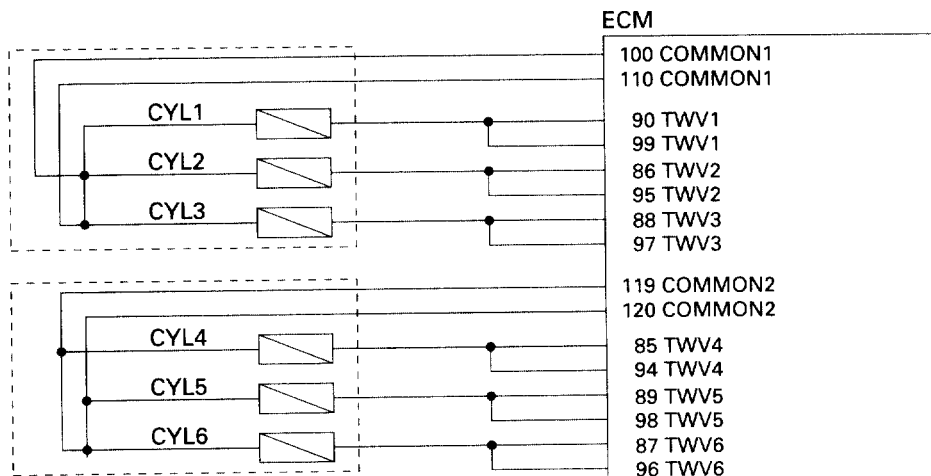 ECM
100 COMMON1
110 COMMON1
CYL1
90 TWV1
99 TWV1
CYL2
86 TWV2
95 TWV2
CYL3
88 TWV3
97 TWV3
119 COMMON2
120 COMMON2
CYL4
85 TWV4
94 TWV4
CYL5
89 TWV5
98 TWV5
CYL6
87 TWV6
96 TWV6